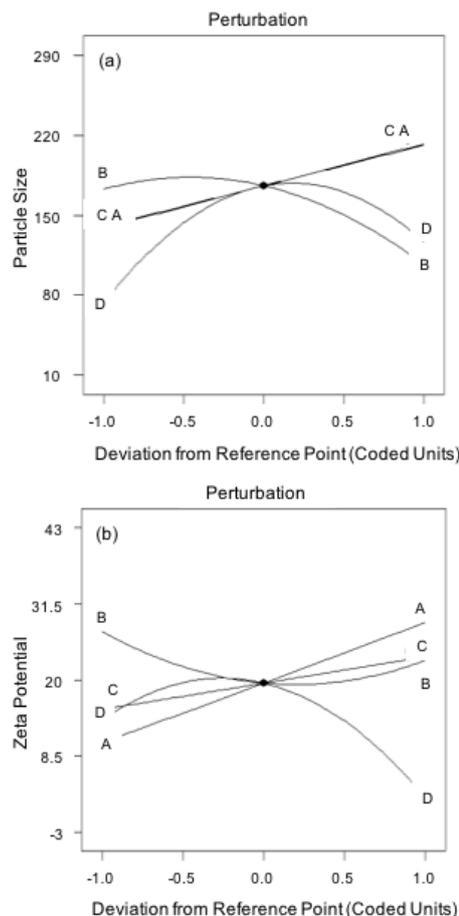 Perturbation
(a)
290
220
150
80
10
Particle Size
C A
B
C A
D
D
B
-1.0 -0.5 0.0 0.5 1.0
Deviation from Reference Point (Coded Units)
Perturbation
(b)
43
31.5
20
8.5
-3
Zeta Potential
B
A
C
C
D
B
A
D
-1.0 -0.5 0.0 0.5 1.0
Deviation from Reference Point (Coded Units)